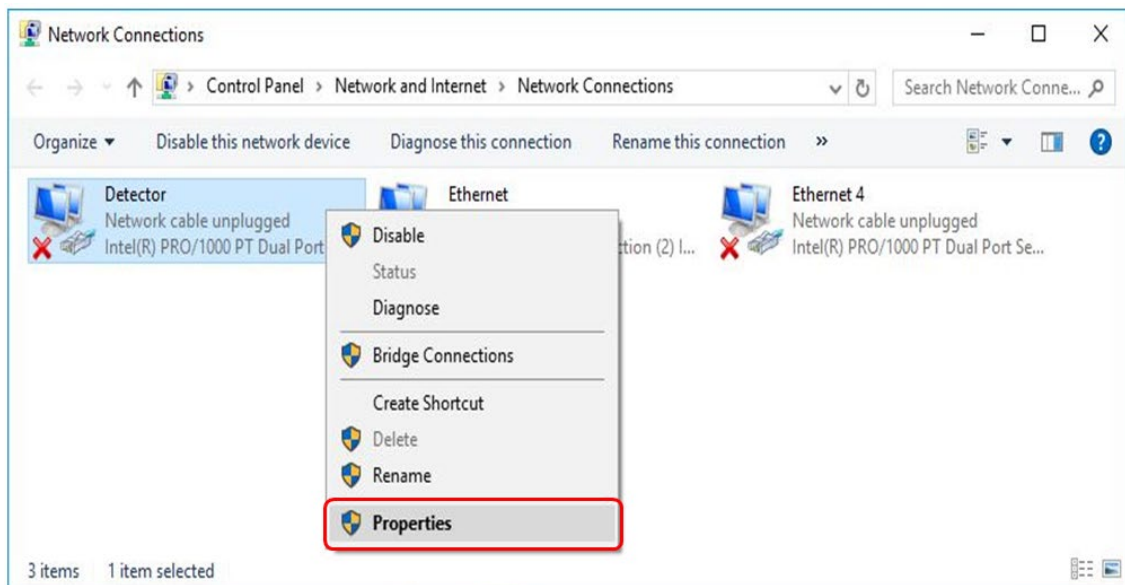 Network Connections
Control Panel > Network and Internet > Network Connections
Search Network Conne...
Organize Disable this network device Diagnose this connection Rename this connection »
Detector
Network cable unplugged
Intel(R) PRO/1000 PT Dual Port
Ethernet
ction (2) I...
Ethernet 4
Network cable unplugged
Intel(R) PRO/1000 PT Dual Port Se...
Disable
Status
Diagnose
Bridge Connections
Create Shortcut
Delete
Rename
Properties
3 items 1 item selected